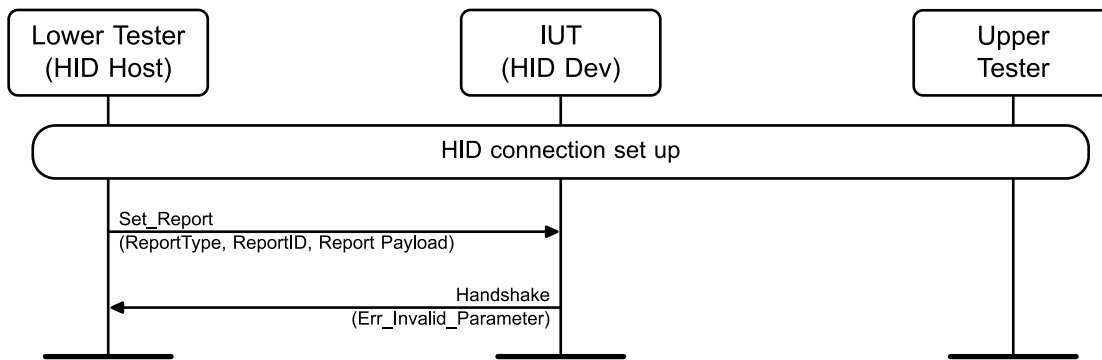 Lower Tester
(HID Host)
IUT
(HID Dev)
Upper
Tester
HID connection set up
Set_Report
(ReportType, ReportID, Report Payload)
Handshake
(Err_Invalid_Parameter)